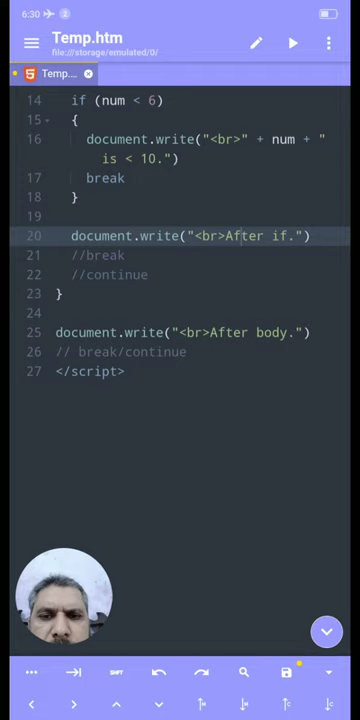 6:30 2
Temp.htm
file:///storage/emulated/0/
Temp....
14 if (num < 6)
15 {
16 document.write("<br>" + num + "
is < 10.")
17 break
18 }
19
20 document.write("<br>After if.")
21 //break
22 //continue
23 }
24
25 document.write("<br>After body.")
26 // break/continue
27 </script>
SHFT